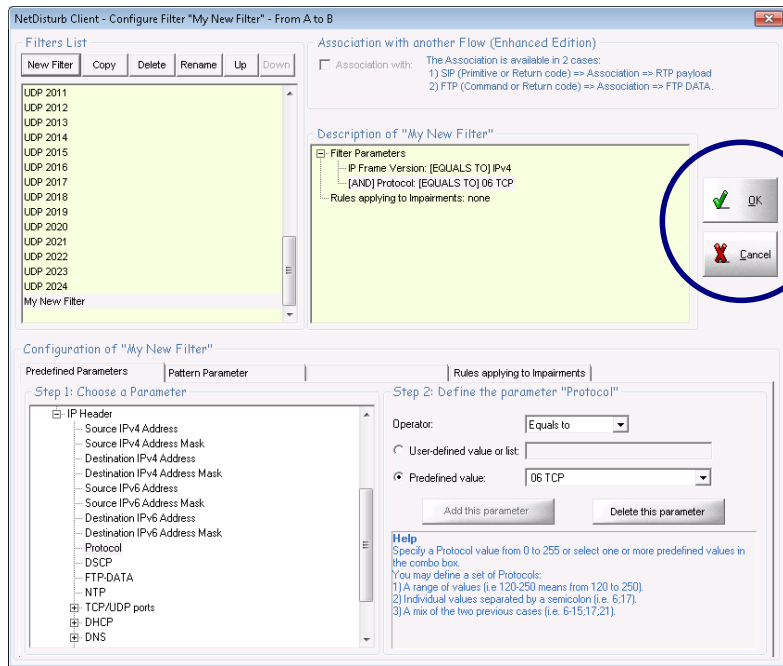 NetDisturb Client - Configure Filter "My New Filter" - From A to B
Filters List
New Filter Copy Delete Rename Up Down
UDP 2011
UDP 2012
UDP 2013
UDP 2014
UDP 2015
UDP 2016
UDP 2017
UDP 2018
UDP 2019
UDP 2020
UDP 2021
UDP 2022
UDP 2023
UDP 2024
My New Filter
Association with another Flow (Enhanced Edition)
Association with:
The Association is available in 2 cases:
1) SIP (Primitive or Return code) => Association => RTP payload
2) FTP (Command or Return code) => Association => FTP DATA.
Description of "My New Filter"
Filter Parameters
IP Frame Version: [EQUALS TO] IPv4
[AND] Protocol: [EQUALS TO] 06 TCP
Rules applying to Impairments: none
OK
Cancel
Configuration of "My New Filter"
Predefined Parameters Pattern Parameter Rules applying to Impairments
Step 1: Choose a Parameter
IP Header
Source IPv4 Address
Source IPv4 Address Mask
Destination IPv4 Address
Destination IPv4 Address Mask
Source IPv6 Address
Source IPv6 Address Mask
Destination IPv6 Address
Destination IPv6 Address Mask
Protocol
DSCP
FTP-DATA
NTP
TCP/UDP ports
DHCP
DNS
Step 2: Define the parameter "Protocol"
Operator: Equals to
User-defined value or list:
Predefined value: 06 TCP
Add this parameter Delete this parameter
Help
Specify a Protocol value from 0 to 255 or select one or more predefined values in
the combo box.
You may define a set of Protocols:
1) A range of values (i.e 120-250 means from 120 to 250).
2) Individual values separated by a semicolon (i.e. 6;17).
3) A mix of the two previous cases (i.e. 6-15;17;21).